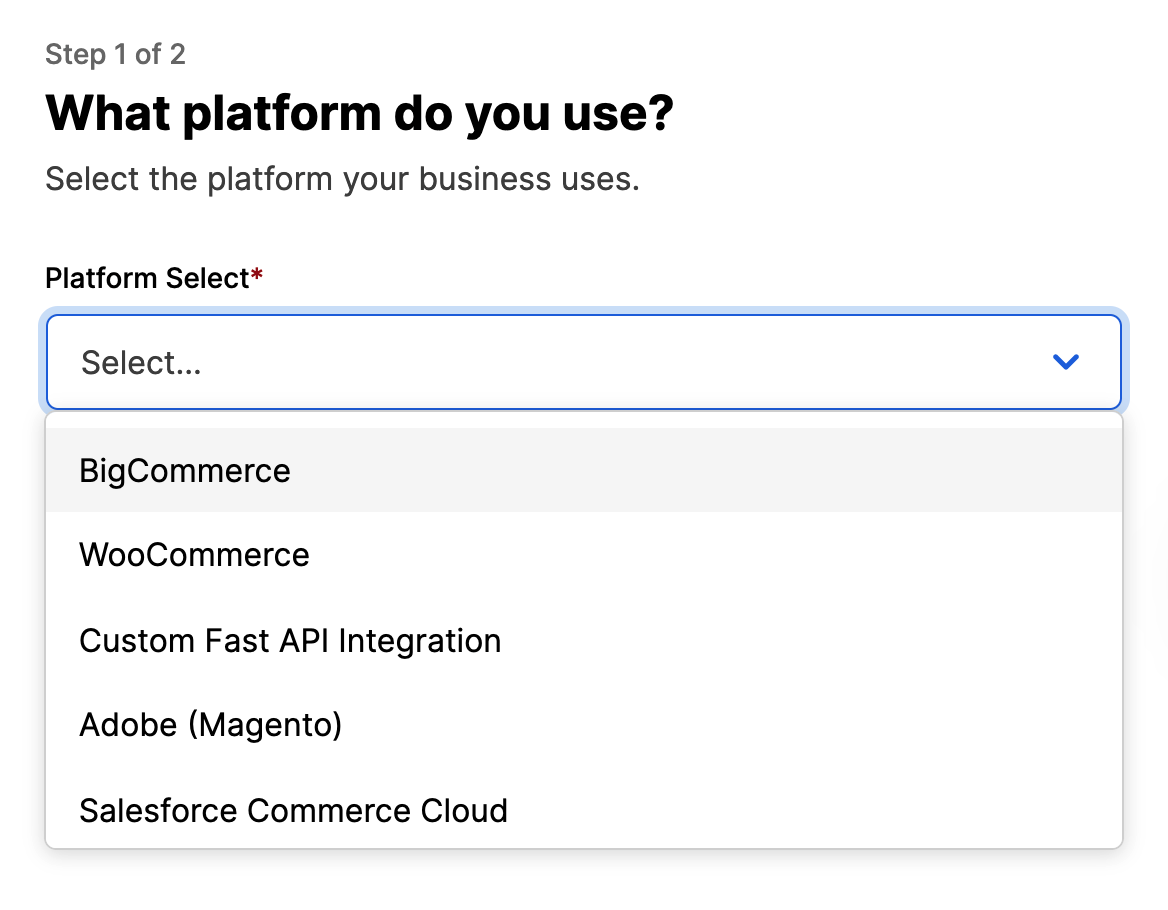 Step 1 of 2
What platform do you use?
Select the platform your business uses.
Platform Select*
Select...
BigCommerce
WooCommerce
Custom Fast API Integration
Adobe (Magento)
Salesforce Commerce Cloud